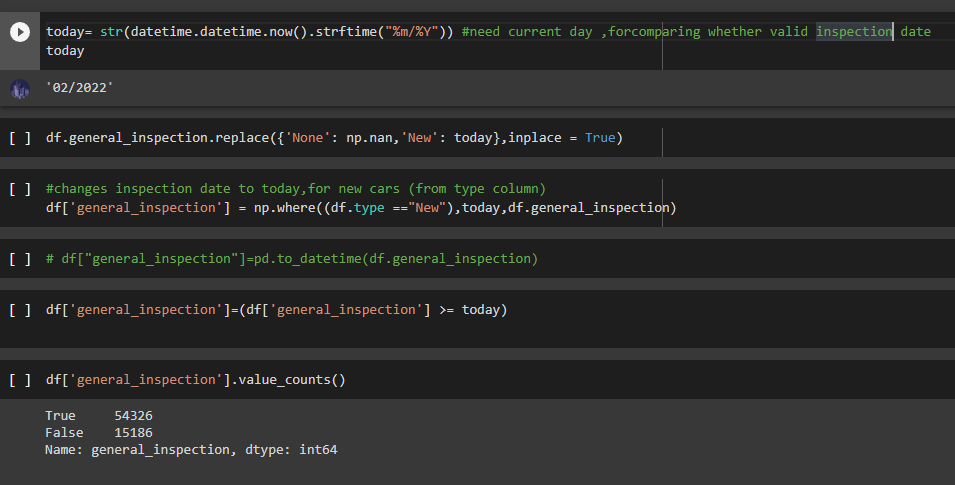 today= str(datetime.datetime.now().strftime("%m/%Y")) #need current day ,forcomparing whether valid inspection date
today
'02/2022'
[ ] df.general_inspection.replace({'None': np.nan,'New': today},inplace = True)
[ ] #changes inspection date to today,for new cars (from type column)
df['general_inspection'] = np.where((df.type =="New"),today,df.general_inspection)
[ ] # df["general_inspection"]=pd.to_datetime(df.general_inspection)
[ ] df['general_inspection']=(df['general_inspection'] >= today)
[ ] df['general_inspection'].value_counts()
True     54326
False    15186
Name: general_inspection, dtype: int64